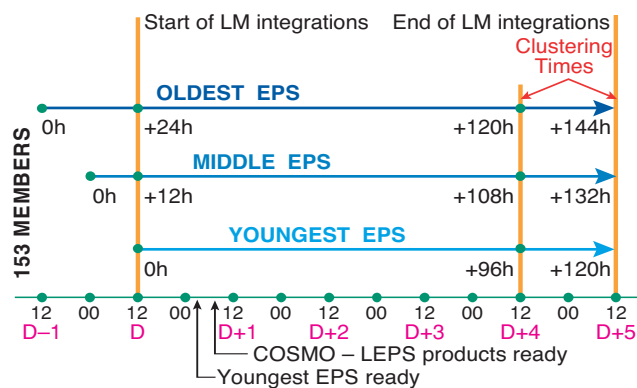 Start of LM integrations End of LM integrations
Clustering
Times
OLDEST EPS
0h +24h +120h +144h
MIDDLE EPS
0h +12h +108h +132h
YOUNGEST EPS
0h +96h +120h
153 MEMBERS
12 00 12 00 12 00 12 00 12 00 12 00 12
D–1 D D+1 D+2 D+3 D+4 D+5
COSMO – LEPS products ready
Youngest EPS ready